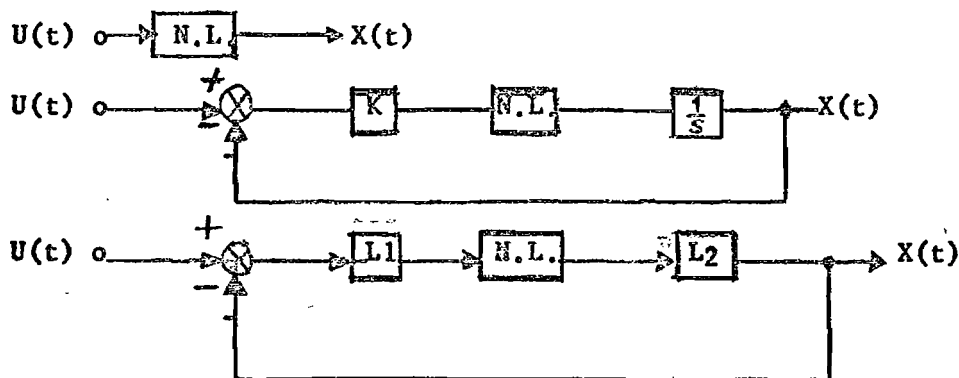 U(t) N.L. X(t)
+
U(t) K N.L. 1/S X(t)
-
-
+
U(t) L1 N.L. L2 X(t)
-
-